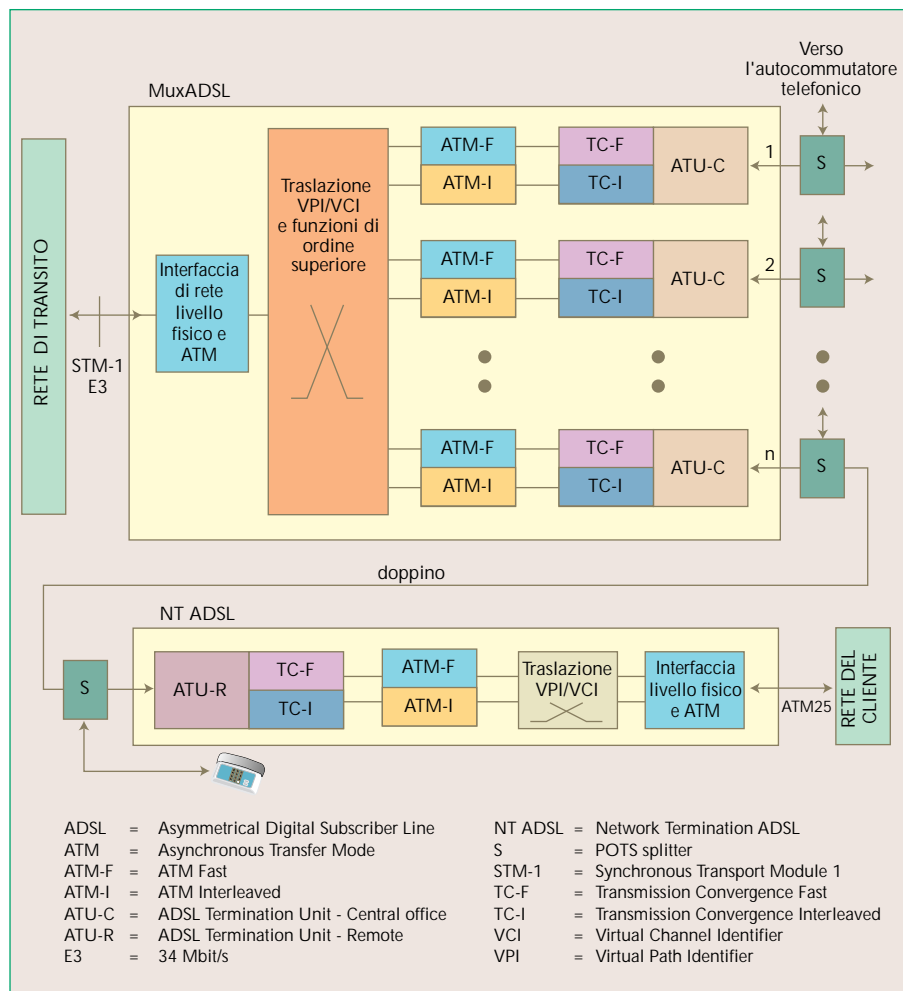 Verso
l'autocommutatore
telefonico
MuxADSL
RETE DI TRANSITO
STM-1
E3
Interfaccia
di rete
livello
fisico e
ATM
Traslazione
VPI/VCI
e funzioni di
ordine
superiore
ATM-F
ATM-I
TC-F
TC-I
ATU-C
1
S
ATM-F
ATM-I
TC-F
TC-I
ATU-C
2
S
ATM-F
ATM-I
TC-F
TC-I
ATU-C
n
S
doppino
NT ADSL
S
ATU-R
TC-F
TC-I
ATM-F
ATM-I
Traslazione
VPI/VCI
Interfaccia
livello fisico
e ATM
ATM25
RETE DEL
CLIENTE
ADSL = Asymmetrical Digital Subscriber Line
ATM = Asynchronous Transfer Mode
ATM-F = ATM Fast
ATM-I = ATM Interleaved
ATU-C = ADSL Termination Unit - Central office
ATU-R = ADSL Termination Unit - Remote
E3 = 34 Mbit/s
NT ADSL = Network Termination ADSL
S = POTS splitter
STM-1 = Synchronous Transport Module 1
TC-F = Transmission Convergence Fast
TC-I = Transmission Convergence Interleaved
VCI = Virtual Channel Identifier
VPI = Virtual Path Identifier